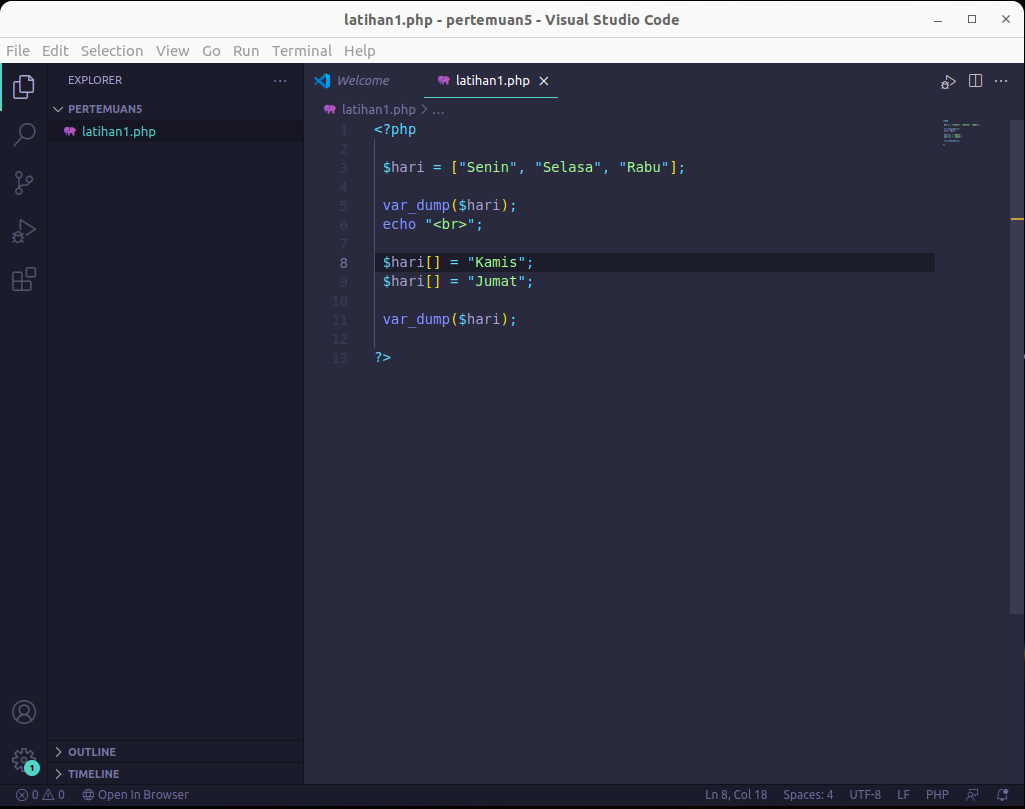 latihan1.php - pertemuan5 - Visual Studio Code
File Edit Selection View Go Run Terminal Help
EXPLORER
PERTEMUAN5
latihan1.php
OUTLINE
TIMELINE
1
Welcome
latihan1.php
latihan1.php > ...
1 <?php
2
3 $hari = ["Senin", "Selasa", "Rabu"];
4
5 var_dump($hari);
6 echo "<br>";
7
8 $hari[] = "Kamis";
9 $hari[] = "Jumat";
10
11 var_dump($hari);
12
13 ?>
0 0 Open In Browser Ln 8, Col 18 Spaces: 4 UTF-8 LF PHP